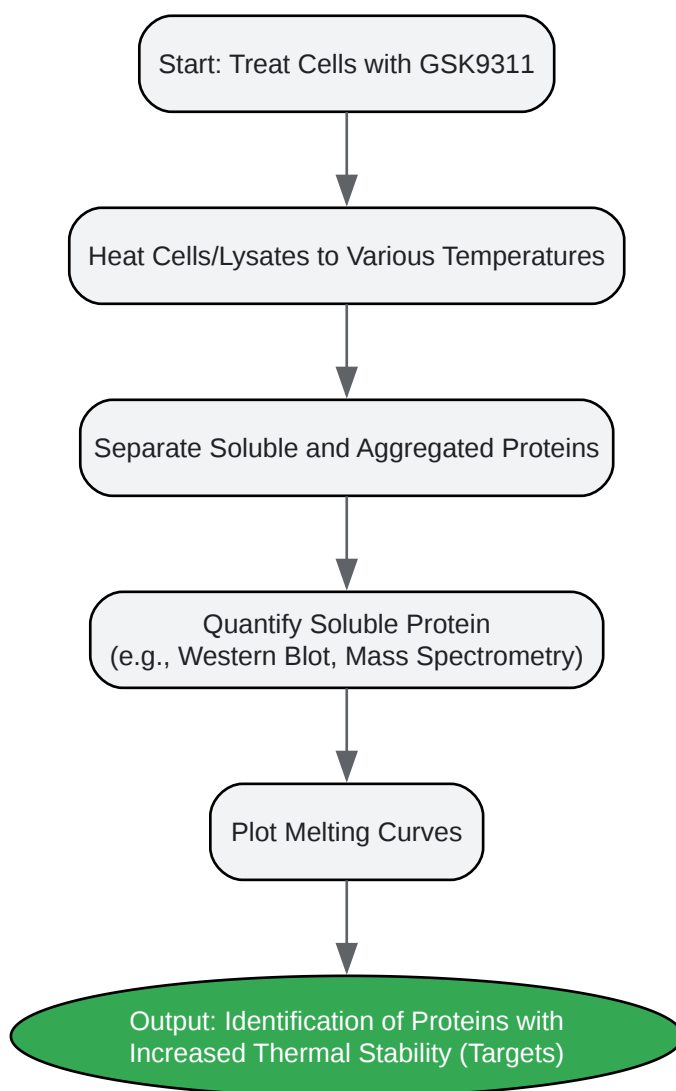 Start: Treat Cells with GSK9311
Heat Cells/Lysates to Various Temperatures
Separate Soluble and Aggregated Proteins
Quantify Soluble Protein
(e.g., Western Blot, Mass Spectrometry)
Plot Melting Curves
Output: Identification of Proteins with
Increased Thermal Stability (Targets)